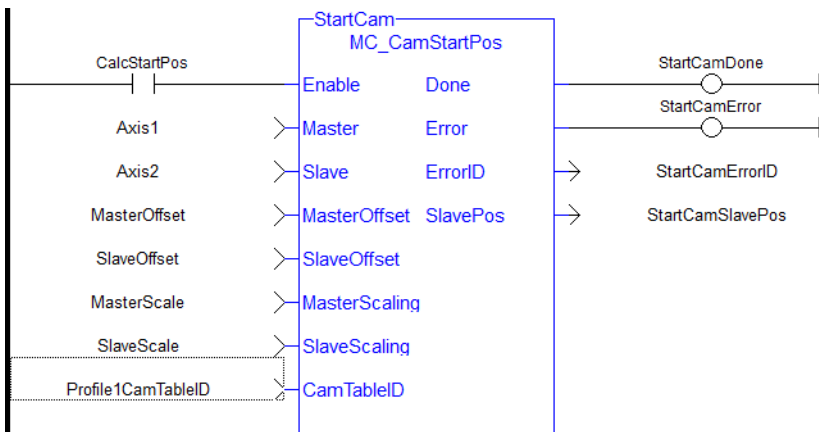 StartCam
MC_CamStartPos
CalcStartPos
StartCamDone
Enable Done
StartCamError
Axis1 Master Error
Axis2 Slave ErrorID StartCamErrorID
MasterOffset MasterOffset SlavePos StartCamSlavePos
SlaveOffset SlaveOffset
MasterScale MasterScaling
SlaveScale SlaveScaling
Profile1CamTableID CamTableID